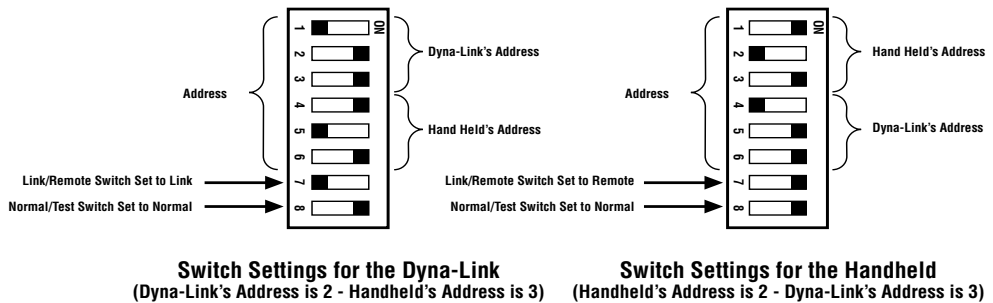 1 ON
2 Dyna-Link's Address
3
Address
4
5 Hand Held's Address
6
Link/Remote Switch Set to Link 7
Normal/Test Switch Set to Normal 8
Switch Settings for the Dyna-Link
(Dyna-Link's Address is 2 - Handheld's Address is 3)
1 ON
2 Hand Held's Address
3
Address
4
5 Dyna-Link's Address
6
Link/Remote Switch Set to Remote 7
Normal/Test Switch Set to Normal 8
Switch Settings for the Handheld
(Handheld's Address is 2 - Dyna-Link's Address is 3)